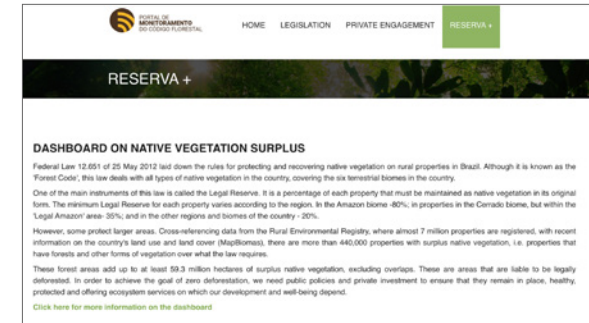 PORTAL DE
MONITORAMENTO
DO CÓDIGO FLORESTAL
HOME LEGISLATION PRIVATE ENGAGEMENT RESERVA +
RESERVA +
DASHBOARD ON NATIVE VEGETATION SURPLUS
Federal Law 12.651 of 25 May 2012 laid down the rules for protecting and recovering native vegetation on rural properties in Brazil. Although it is known as the
'Forest Code', this law deals with all types of native vegetation in the country, covering the six terrestrial biomes in the country.
One of the main instruments of this law is called the Legal Reserve. It is a percentage of each property that must be maintained as native vegetation in its original
form. The minimum Legal Reserve for each property varies according to the region. In the Amazon biome -80%; in properties in the Cerrado biome, but within the
'Legal Amazon' area- 35%; and in the other regions and biomes of the country - 20%.
However, some protect larger areas. Cross-referencing data from the Rural Environmental Registry, where almost 7 million properties are registered, with recent
information on the country's land use and land cover (MapBiomas), there are more than 440,000 properties with surplus native vegetation, i.e. properties that
have forests and other forms of vegetation over what the law requires.
These forest areas add up to at least 59.3 million hectares of surplus native vegetation, excluding overlaps. These are areas that are liable to be legally
deforested. In order to achieve the goal of zero deforestation, we need public policies and private investment to ensure that they remain in place, healthy,
protected and offering ecosystem services on which our development and well-being depend.
Click here for more information on the dashboard